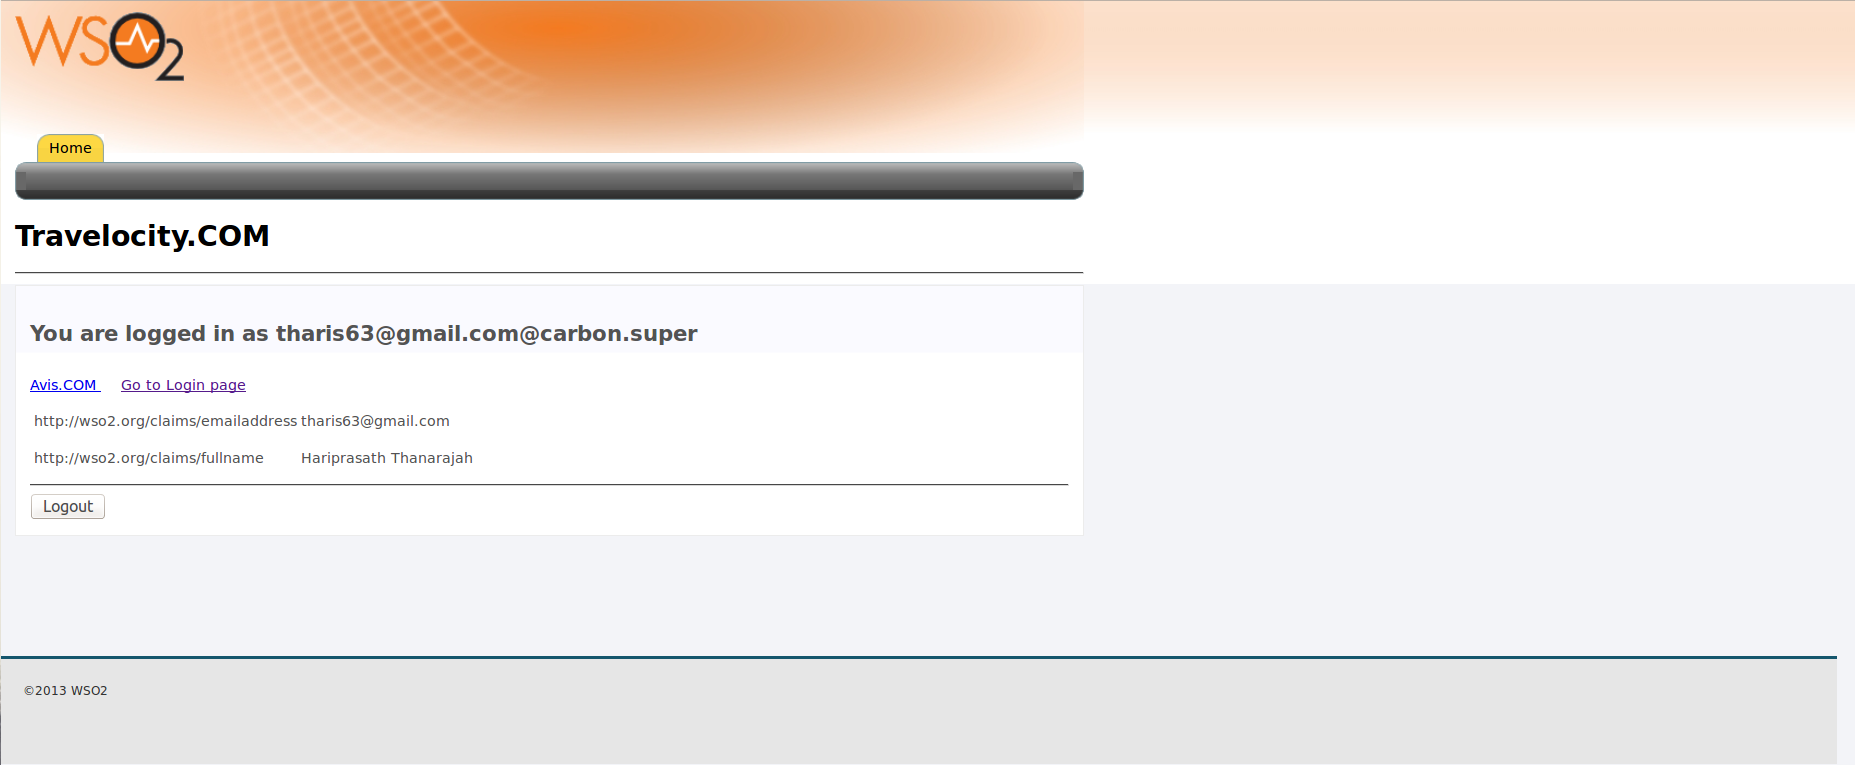 WSO2
Home
Travelocity.COM
You are logged in as tharis63@gmail.com@carbon.super
Avis.COM Go to Login page
http://wso2.org/claims/emailaddress tharis63@gmail.com
http://wso2.org/claims/fullname Hariprasath Thanarajah
Logout
©2013 WSO2